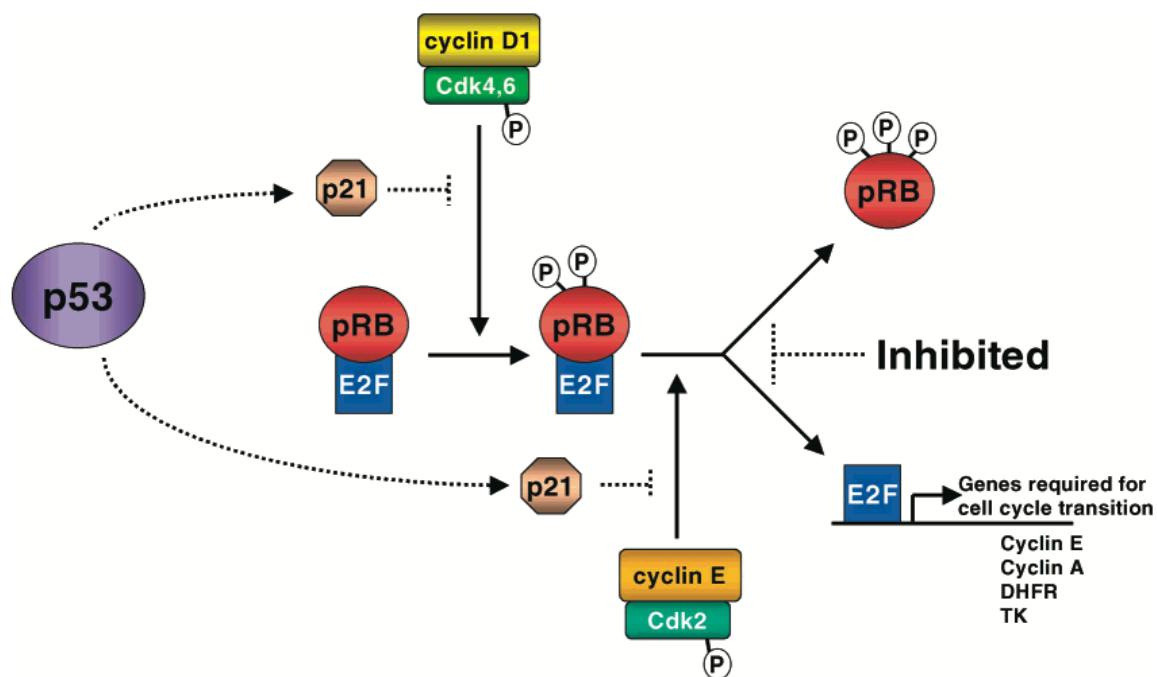 cyclin D1
Cdk4,6
P
P
P
P
pRB
p21
p53
P
P
pRB
pRB
E2F
E2F
Inhibited
p21
E2F
Genes required for
cell cycle transition
Cyclin E
Cyclin A
DHFR
TK
cyclin E
Cdk2
P